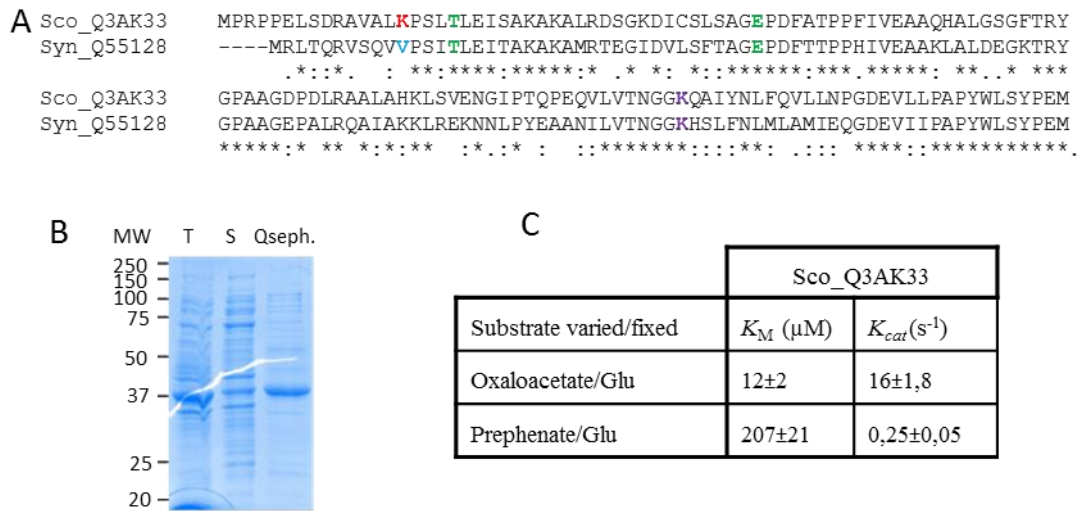 A
Sco_Q3AK33 MPRPPELSDRAVALKPSLTLEISAKAKALRDSGKDICSLSAGEPDFATPPFIVEAAQHALGSGFTRY
Syn_Q55128 ----MRLTQRVSQVVPSITLEITAKAKAMRTEGIDVLSFTAGEPDFTTPPHIVEAAKLALDEGKTRY
.*::*. : **:****:*****:* .* *: *::******:***.*****: **..* ***
Sco_Q3AK33 GPAAGDPDLRAALAHKLSVENGIPTQPEQVLVTNGGKQAIYNLFQVLLNPGDEVLLPAPYWLSYPEM
Syn_Q55128 GPAAGEPALRQAIAKKLREKNNLPYEAANILVTNGGKHSLFNLMLAMIEQGDEVIIPAPYWLSYPEM
*****:* ** *:*:** :*.:* : :*******::::**: .::: ****::***********.
B
MW T S Qseph.
250
150
100
75
50
37
25
20
C
Sco_Q3AK33
Substrate varied/fixed KM (µM) Kcat(s-1)
Oxaloacetate/Glu 12±2 16±1,8
Prephenate/Glu 207±21 0,25±0,05